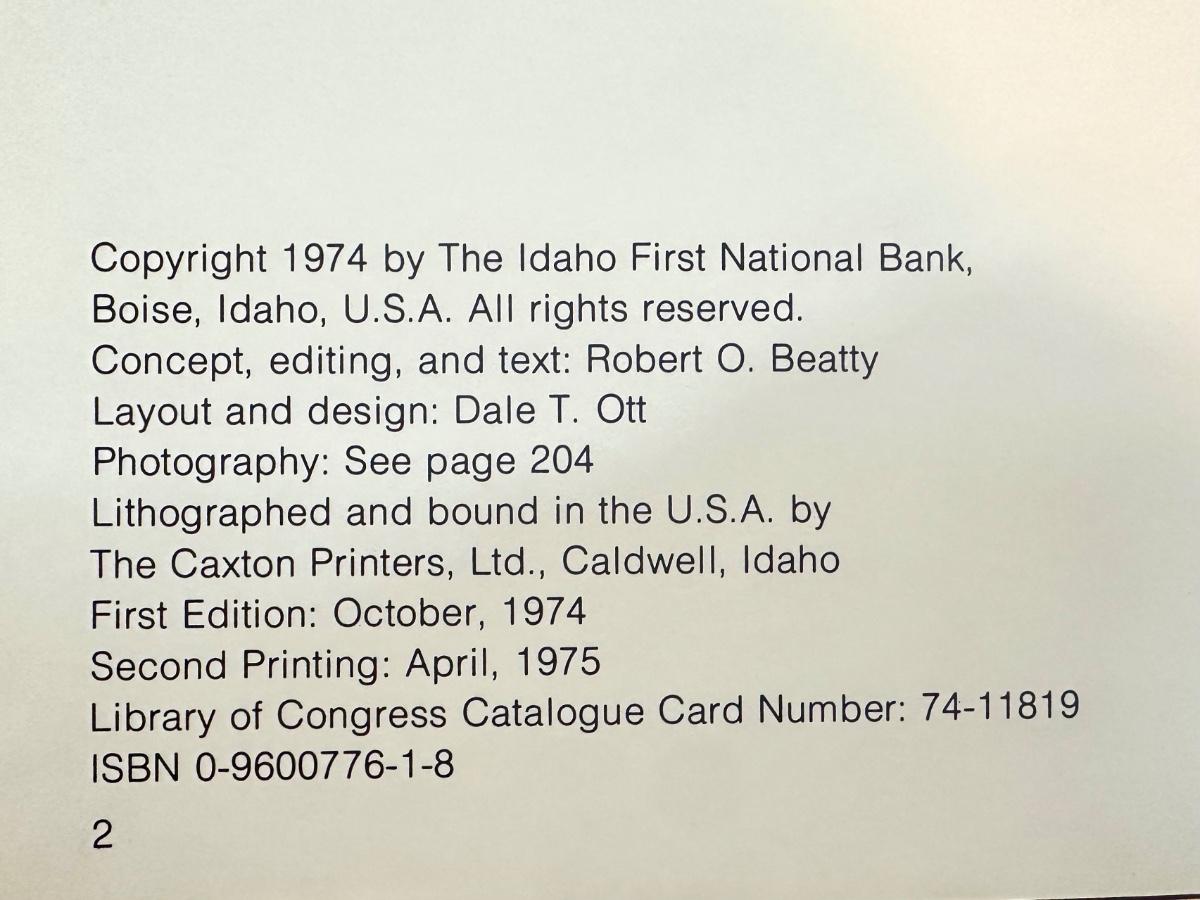 Copyright 1974 by The Idaho First National Bank,
Boise, Idaho, U.S.A. All rights reserved.
Concept, editing, and text: Robert O. Beatty
Layout and design: Dale T. Ott
Photography: See page 204
Lithographed and bound in the U.S.A. by
The Caxton Printers, Ltd., Caldwell, Idaho
First Edition: October, 1974
Second Printing: April, 1975
Library of Congress Catalogue Card Number: 74-11819
ISBN 0-9600776-1-8
2